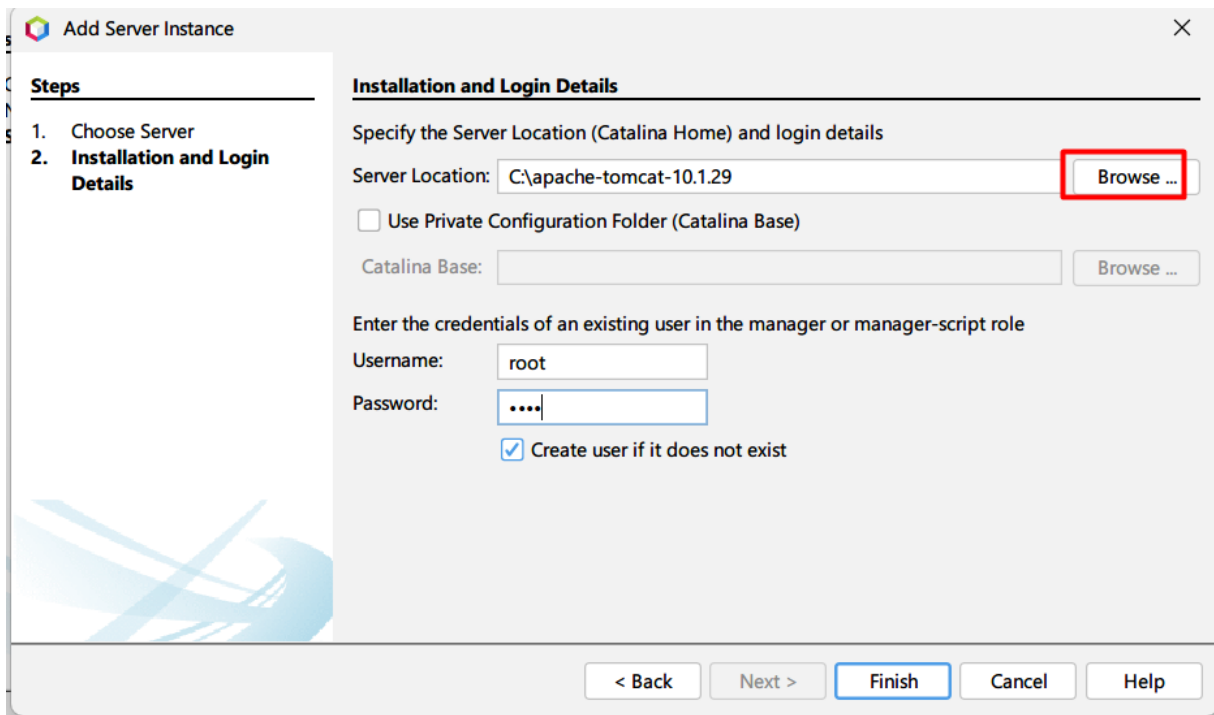 Add Server Instance
Steps
1. Choose Server
2. Installation and Login
Details
Installation and Login Details
Specify the Server Location (Catalina Home) and login details
Server Location: C:\apache-tomcat-10.1.29 Browse ...
Use Private Configuration Folder (Catalina Base)
Catalina Base: Browse ...
Enter the credentials of an existing user in the manager or manager-script role
Username: root
Password: ••••
Create user if it does not exist
< Back Next > Finish Cancel Help